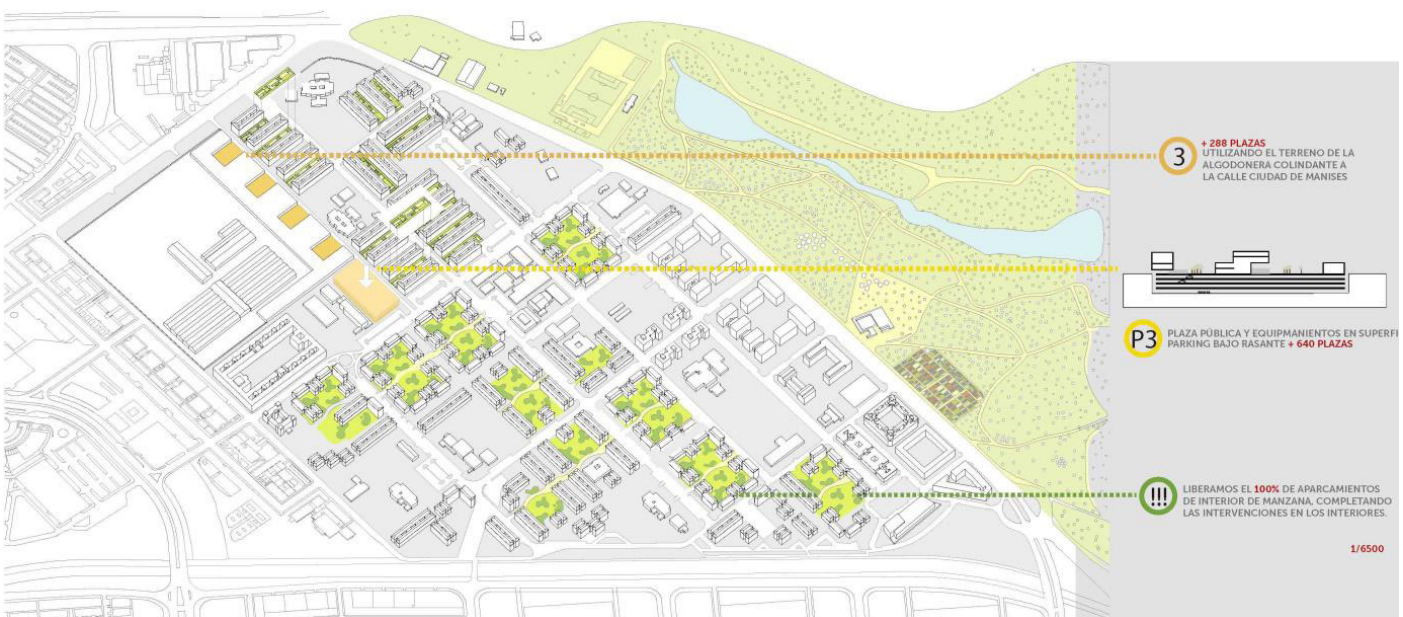 3
+ 288 PLAZAS
UTILIZANDO EL TERRENO DE LA
ALGODONERA COLINDANTE A
LA CALLE CIUDAD DE MANISES
P3
PLAZA PÚBLICA Y EQUIPMANIENTOS EN SUPERFI
PARKING BAJO RASANTE + 640 PLAZAS
!!!
LIBERAMOS EL 100% DE APARCAMIENTOS
DE INTERIOR DE MANZANA, COMPLETANDO
LAS INTERVENCIONES EN LOS INTERIORES.
1/6500